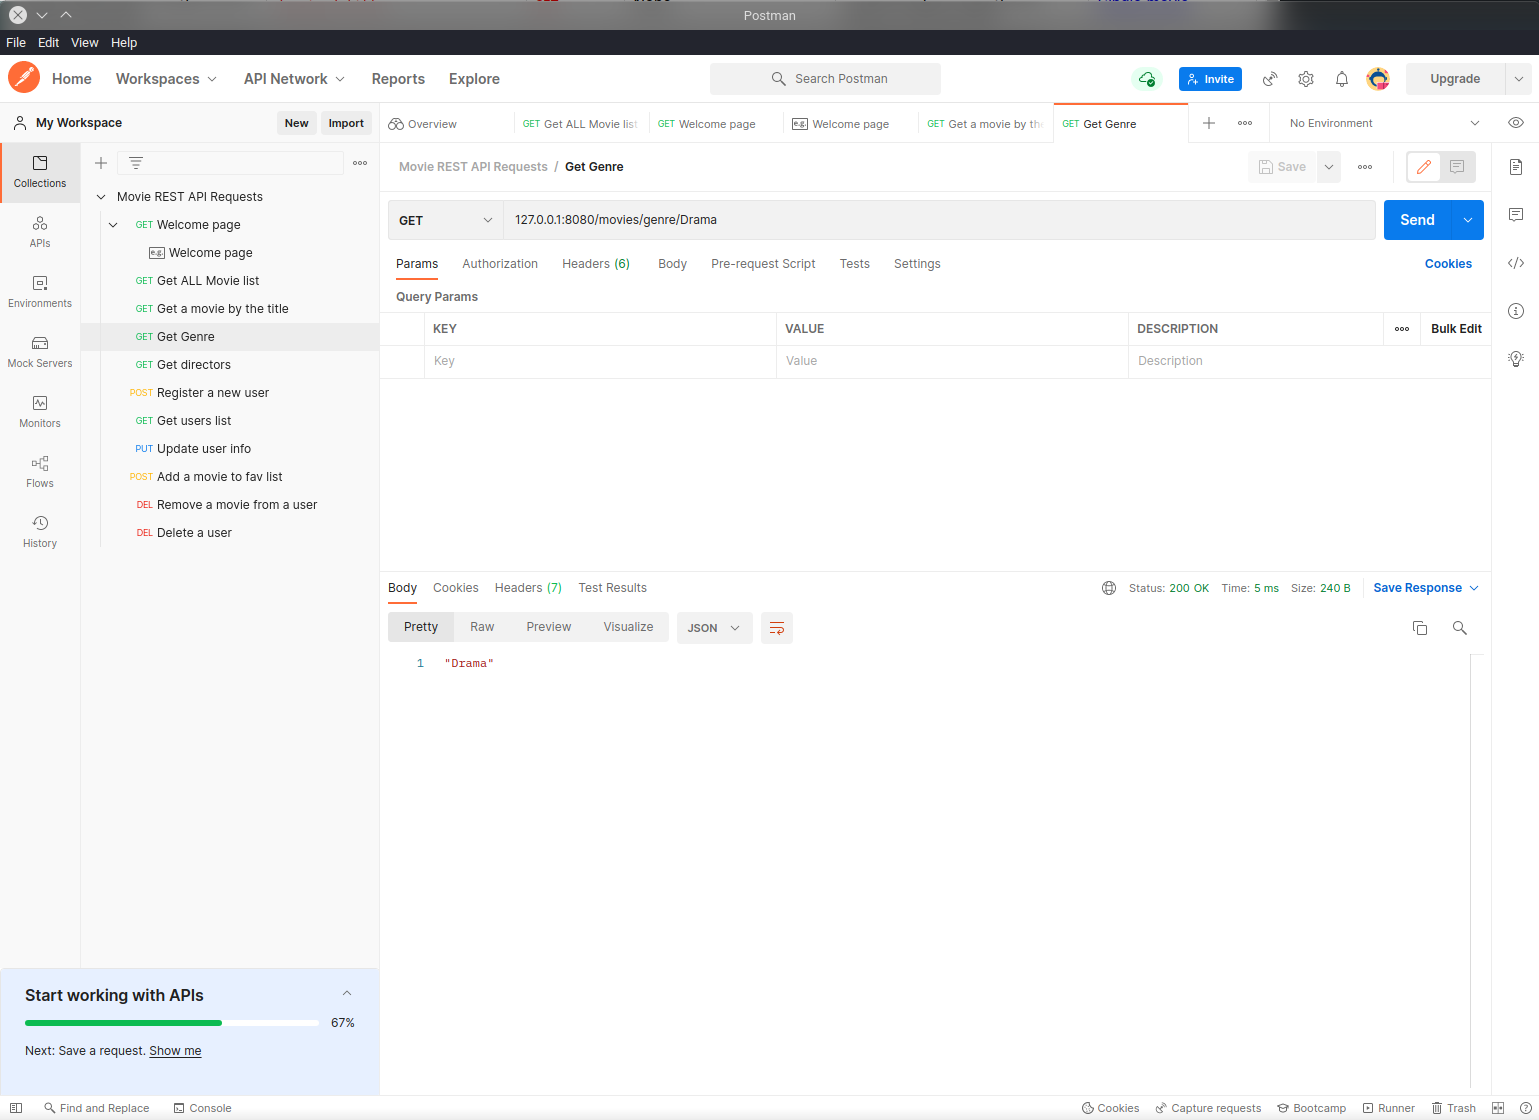 Postman
File Edit View Help
Home Workspaces API Network Reports Explore Search Postman Invite Upgrade
My Workspace New Import
Overview GET Get ALL Movie list GET Welcome page e.g. Welcome page GET Get a movie by the GET Get Genre No Environment
Collections
APIs
Environments
Mock Servers
Monitors
Flows
History
Movie REST API Requests
GET Welcome page
e.g. Welcome page
GET Get ALL Movie list
GET Get a movie by the title
GET Get Genre
GET Get directors
POST Register a new user
GET Get users list
PUT Update user info
POST Add a movie to fav list
DEL Remove a movie from a user
DEL Delete a user
Movie REST API Requests / Get Genre Save
GET 127.0.0.1:8080/movies/genre/Drama Send
Params Authorization Headers (6) Body Pre-request Script Tests Settings Cookies
Query Params
KEY VALUE DESCRIPTION Bulk Edit
Key Value Description
Body Cookies Headers (7) Test Results Status: 200 OK Time: 5 ms Size: 240 B Save Response
Pretty Raw Preview Visualize JSON
1 "Drama"
Start working with APIs
67%
Next: Save a request. Show me
Find and Replace Console Cookies Capture requests Bootcamp Runner Trash